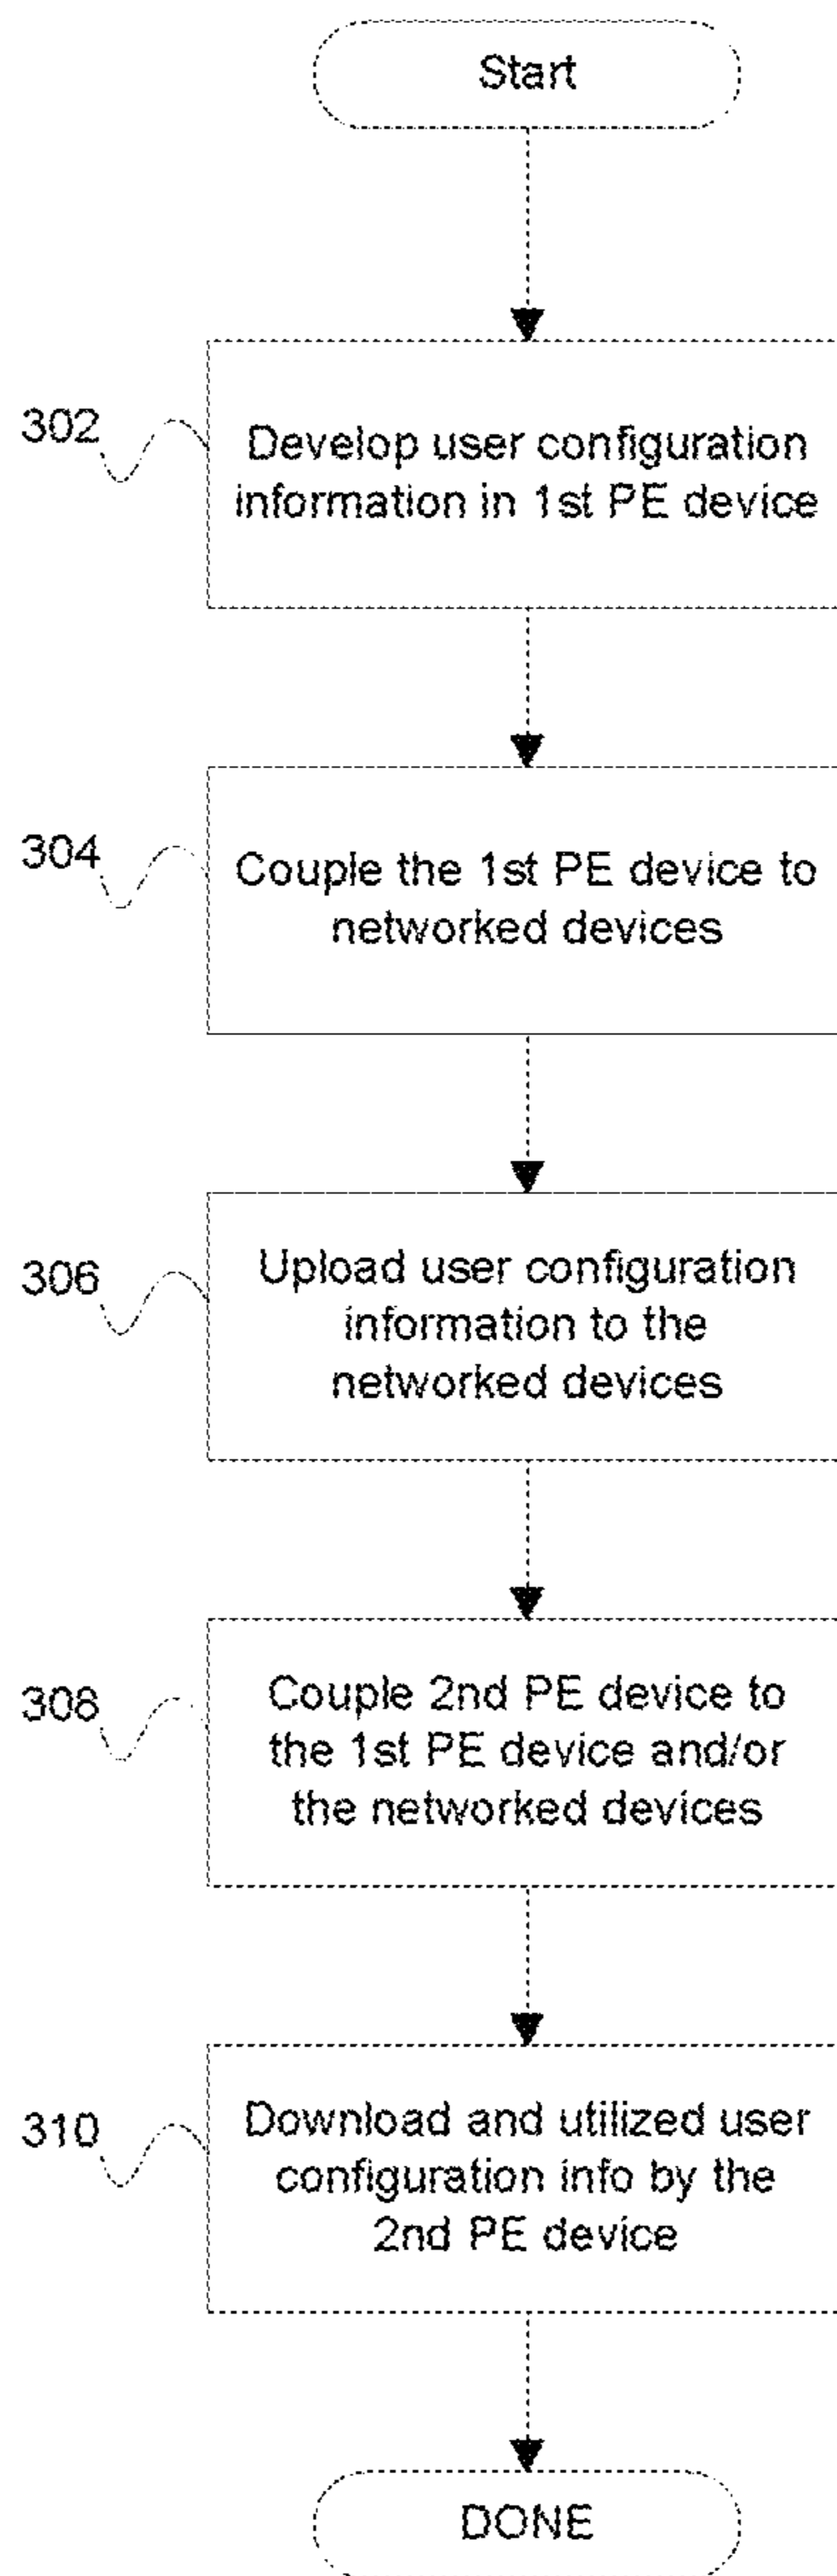 Start
302
Develop user configuration
information in 1st PE device
304
Couple the 1st PE device to
networked devices
306
Upload user configuration
information to the
networked devices
308
Couple 2nd PE device to
the 1st PE device and/or
the networked devices
310
Download and utilized user
configuration info by the
2nd PE device
DONE